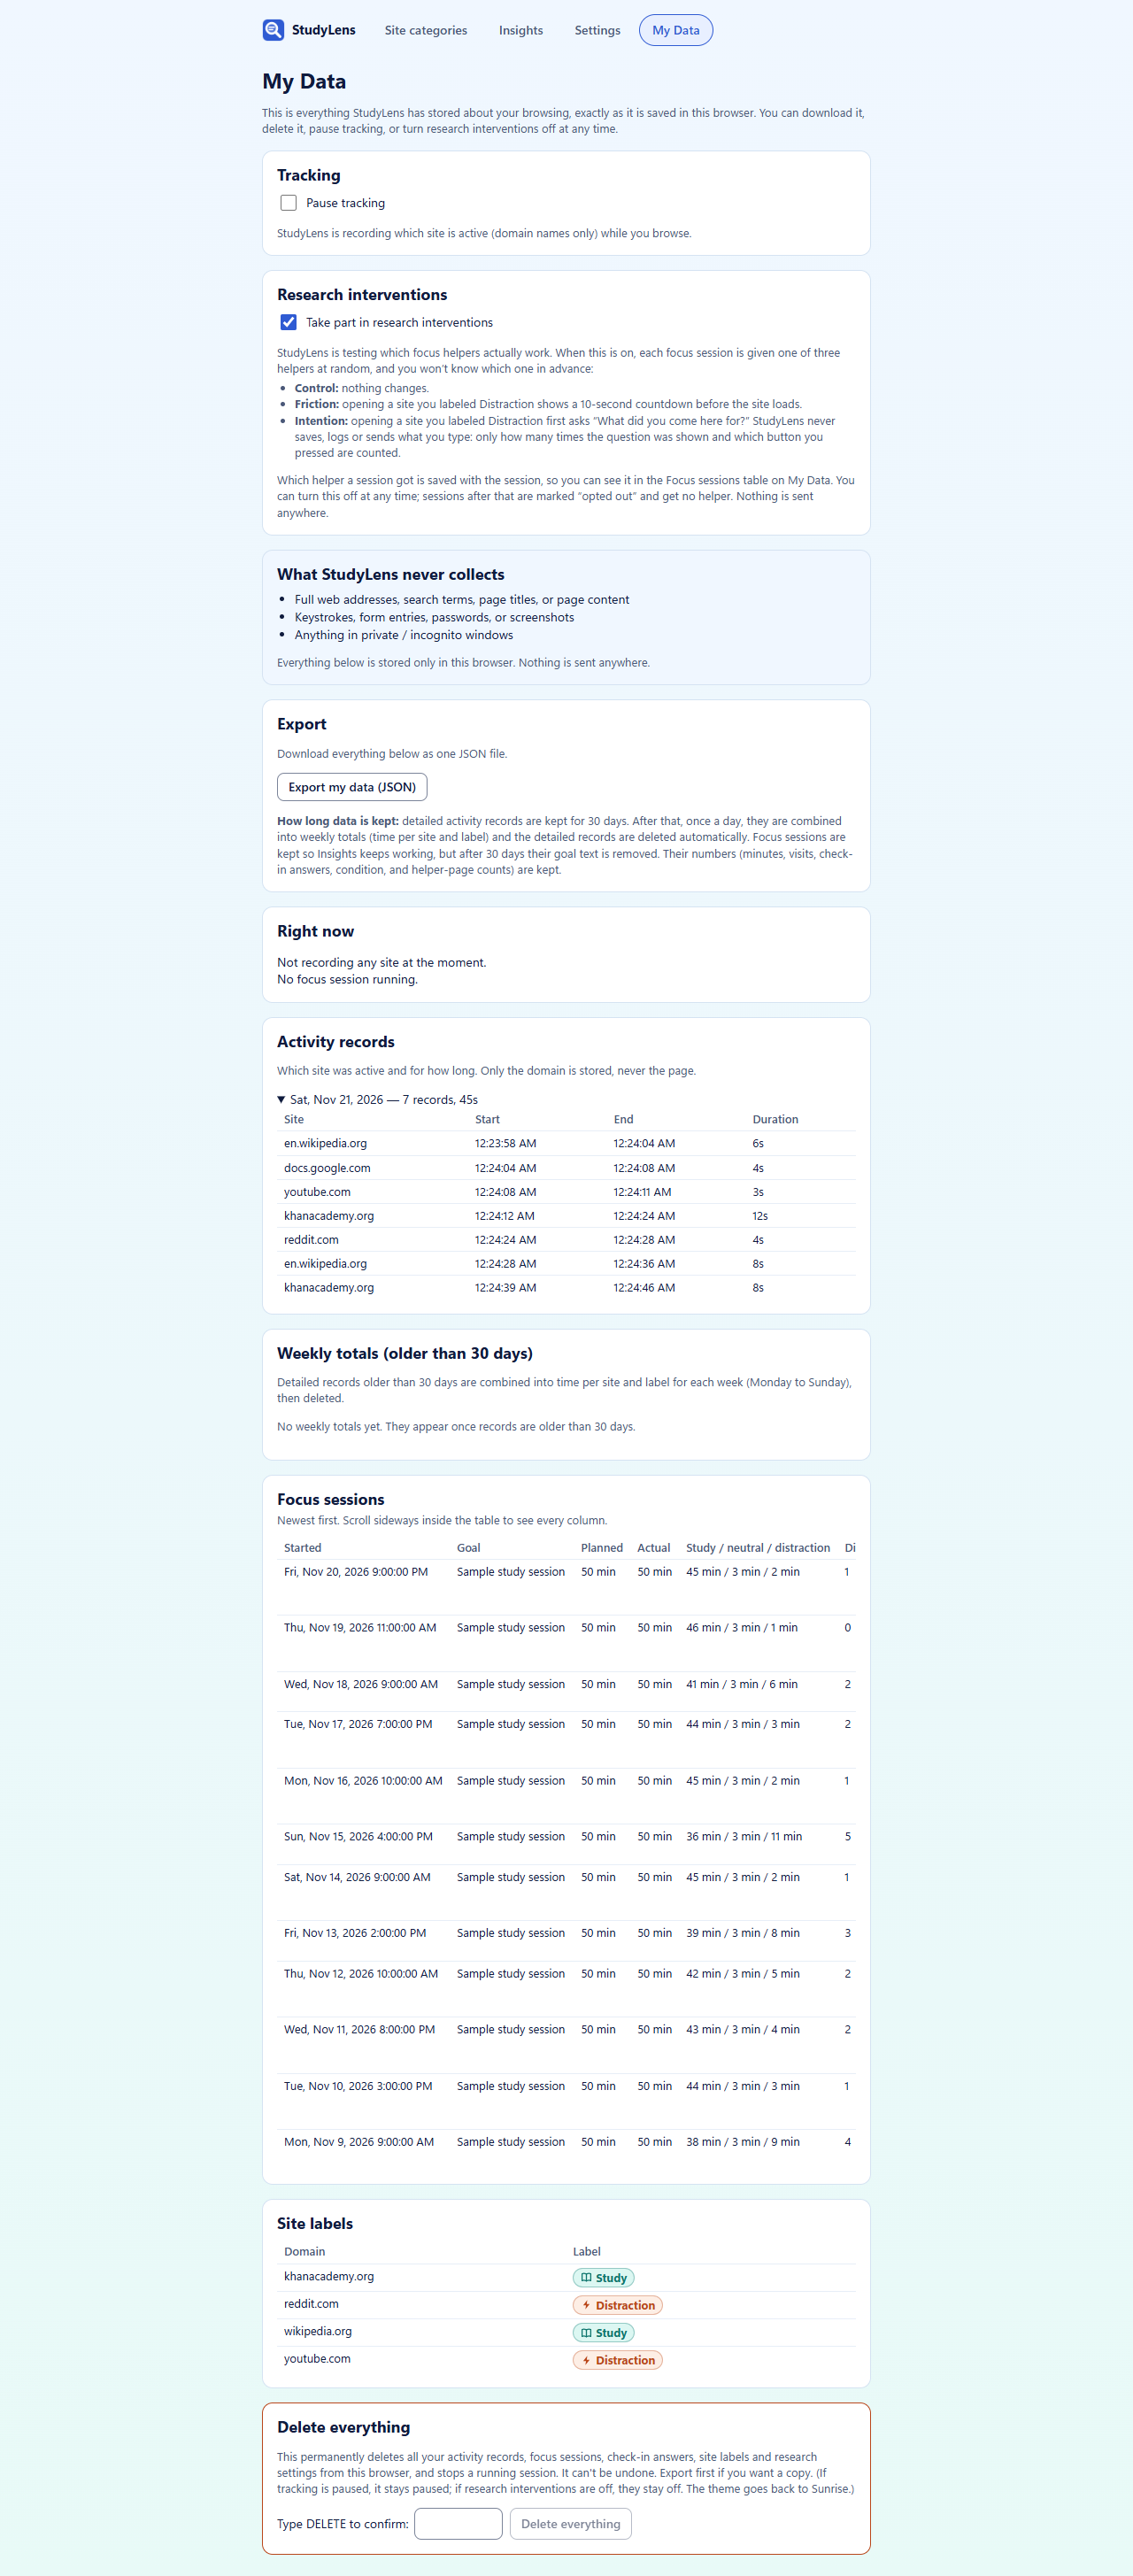 StudyLens Site categories Insights Settings My Data
My Data
This is everything StudyLens has stored about your browsing, exactly as it is saved in this browser. You can download it,
delete it, pause tracking, or turn research interventions off at any time.
Tracking
Pause tracking
StudyLens is recording which site is active (domain names only) while you browse.
Research interventions
Take part in research interventions
StudyLens is testing which focus helpers actually work. When this is on, each focus session is given one of three
helpers at random, and you won't know which one in advance:
• Control: nothing changes.
• Friction: opening a site you labeled Distraction shows a 10-second countdown before the site loads.
• Intention: opening a site you labeled Distraction first asks “What did you come here for?” StudyLens never
saves, logs or sends what you type: only how many times the question was shown and which button you
pressed are counted.
Which helper a session got is saved with the session, so you can see it in the Focus sessions table on My Data. You
can turn this off at any time; sessions after that are marked “opted out” and get no helper. Nothing is sent
anywhere.
What StudyLens never collects
• Full web addresses, search terms, page titles, or page content
• Keystrokes, form entries, passwords, or screenshots
• Anything in private / incognito windows
Everything below is stored only in this browser. Nothing is sent anywhere.
Export
Download everything below as one JSON file.
Export my data (JSON)
How long data is kept: detailed activity records are kept for 30 days. After that, once a day, they are combined
into weekly totals (time per site and label) and the detailed records are deleted automatically. Focus sessions are
kept so Insights keeps working, but after 30 days their goal text is removed. Their numbers (minutes, visits, check-
in answers, condition, and helper-page counts) are kept.
Right now
Not recording any site at the moment.
No focus session running.
Activity records
Which site was active and for how long. Only the domain is stored, never the page.
▼ Sat, Nov 21, 2026 — 7 records, 45s
Site Start End Duration
en.wikipedia.org 12:23:58 AM 12:24:04 AM 6s
docs.google.com 12:24:04 AM 12:24:08 AM 4s
youtube.com 12:24:08 AM 12:24:11 AM 3s
khanacademy.org 12:24:12 AM 12:24:24 AM 12s
reddit.com 12:24:24 AM 12:24:28 AM 4s
en.wikipedia.org 12:24:28 AM 12:24:36 AM 8s
khanacademy.org 12:24:39 AM 12:24:46 AM 8s
Weekly totals (older than 30 days)
Detailed records older than 30 days are combined into time per site and label for each week (Monday to Sunday),
then deleted.
No weekly totals yet. They appear once records are older than 30 days.
Focus sessions
Newest first. Scroll sideways inside the table to see every column.
Started Goal Planned Actual Study / neutral / distraction Di
Fri, Nov 20, 2026 9:00:00 PM Sample study session 50 min 50 min 45 min / 3 min / 2 min 1
Thu, Nov 19, 2026 11:00:00 AM Sample study session 50 min 50 min 46 min / 3 min / 1 min 0
Wed, Nov 18, 2026 9:00:00 AM Sample study session 50 min 50 min 41 min / 3 min / 6 min 2
Tue, Nov 17, 2026 7:00:00 PM Sample study session 50 min 50 min 44 min / 3 min / 3 min 2
Mon, Nov 16, 2026 10:00:00 AM Sample study session 50 min 50 min 45 min / 3 min / 2 min 1
Sun, Nov 15, 2026 4:00:00 PM Sample study session 50 min 50 min 36 min / 3 min / 11 min 5
Sat, Nov 14, 2026 9:00:00 AM Sample study session 50 min 50 min 45 min / 3 min / 2 min 1
Fri, Nov 13, 2026 2:00:00 PM Sample study session 50 min 50 min 39 min / 3 min / 8 min 3
Thu, Nov 12, 2026 10:00:00 AM Sample study session 50 min 50 min 42 min / 3 min / 5 min 2
Wed, Nov 11, 2026 8:00:00 PM Sample study session 50 min 50 min 43 min / 3 min / 4 min 2
Tue, Nov 10, 2026 3:00:00 PM Sample study session 50 min 50 min 44 min / 3 min / 3 min 1
Mon, Nov 9, 2026 9:00:00 AM Sample study session 50 min 50 min 38 min / 3 min / 9 min 4
Site labels
Domain Label
khanacademy.org Study
reddit.com Distraction
wikipedia.org Study
youtube.com Distraction
Delete everything
This permanently deletes all your activity records, focus sessions, check-in answers, site labels and research
settings from this browser, and stops a running session. It can't be undone. Export first if you want a copy. (If
tracking is paused, it stays paused; if research interventions are off, they stay off. The theme goes back to Sunrise.)
Type DELETE to confirm: Delete everything